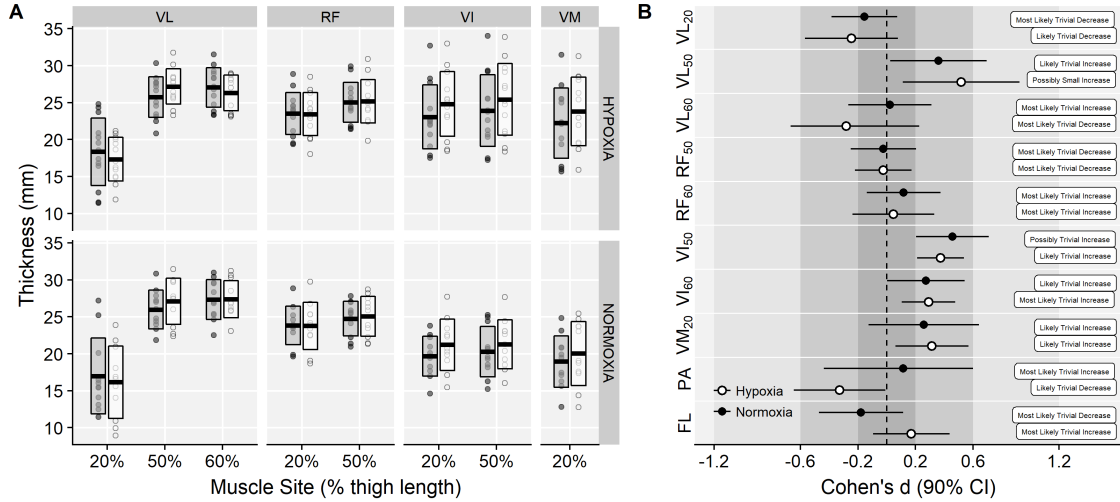 A
VL
RF
VI
VM
35
30
25
20
15
10
HYPOXIA
35
30
25
20
15
10
NORMOXIA
Thickness (mm)
20%
50%
60%
20%
50%
20%
50%
20%
Muscle Site (% thigh length)
B
VL20
Most Likely Trivial Decrease
Likely Trivial Decrease
VL50
Likely Trivial Increase
Possibly Small Increase
VL60
Most Likely Trivial Increase
Most Likely Trivial Decrease
RF50
Most Likely Trivial Decrease
Most Likely Trivial Decrease
RF60
Most Likely Trivial Increase
Most Likely Trivial Increase
VI50
Possibly Trivial Increase
Likely Trivial Increase
VI60
Likely Trivial Increase
Most Likely Trivial Increase
VM20
Likely Trivial Increase
Likely Trivial Increase
PA
Most Likely Trivial Increase
Likely Trivial Decrease
Hypoxia
Normoxia
FL
Most Likely Trivial Decrease
Most Likely Trivial Increase
-1.2
-0.6
-0.2
0.2
0.6
1.2
Cohen's d (90% CI)